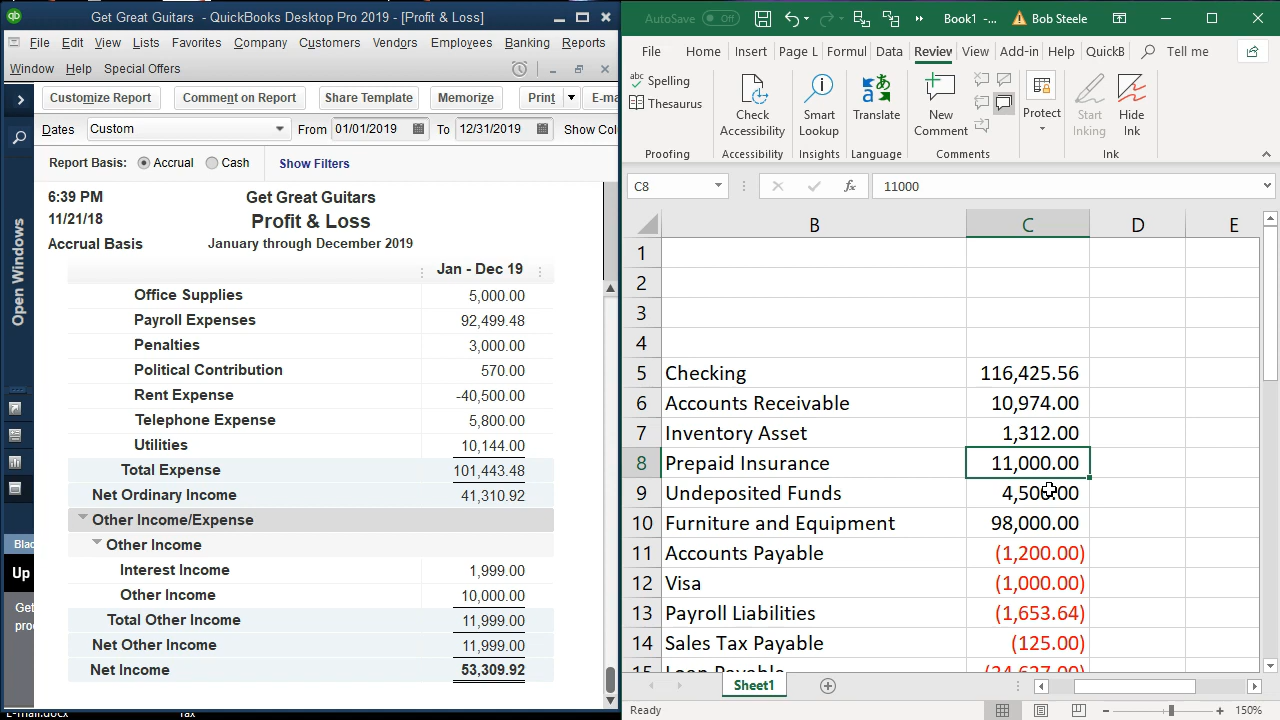 Get Great Guitars - QuickBooks Desktop Pro 2019 - [Profit & Loss]
File Edit View Lists Favorites Company Customers Vendors Employees Banking Reports
Window Help Special Offers
Customize Report Comment on Report Share Template Memorize Print E-ma
Dates Custom From 01/01/2019 To 12/31/2019 Show Col
Report Basis: Accrual Cash Show Filters
6:39 PM Get Great Guitars
11/21/18 Profit & Loss
Accrual Basis January through December 2019
Jan - Dec 19
Office Supplies 5,000.00
Payroll Expenses 92,499.48
Penalties 3,000.00
Political Contribution 570.00
Rent Expense -40,500.00
Telephone Expense 5,800.00
Utilities 10,144.00
Total Expense 101,443.48
Net Ordinary Income 41,310.92
Other Income/Expense
Other Income
Interest Income 1,999.00
Other Income 10,000.00
Total Other Income 11,999.00
Net Other Income 11,999.00
Net Income 53,309.92
Open Windows
Blac
Up
Get
pro
E-mail.docx Tax
AutoSave Off Book1 -... Bob Steele
File Home Insert Page L Formul Data Review View Add-in Help QuickB Tell me
abc Spelling
Thesaurus
Check Accessibility
Smart Lookup
Translate
New Comment
Protect
Start Inking
Hide Ink
Proofing Accessibility Insights Language Comments Ink
C8 fx 11000
B C D E
1
2
3
4
5 Checking 116,425.56
6 Accounts Receivable 10,974.00
7 Inventory Asset 1,312.00
8 Prepaid Insurance 11,000.00
9 Undeposited Funds 4,500.00
10 Furniture and Equipment 98,000.00
11 Accounts Payable (1,200.00)
12 Visa (1,000.00)
13 Payroll Liabilities (1,653.64)
14 Sales Tax Payable (125.00)
15 Loan Payable
Sheet1
Ready 150%